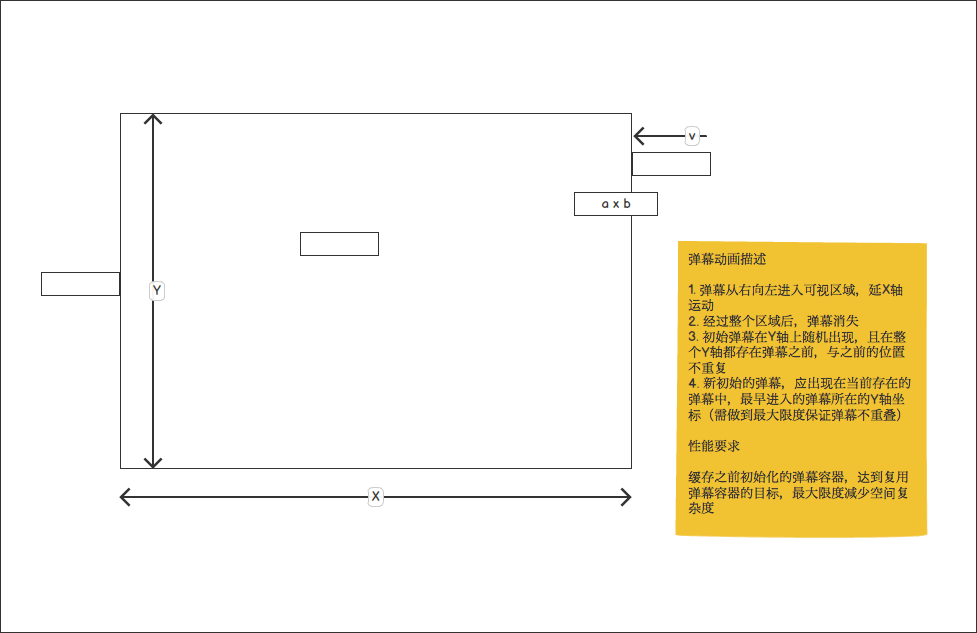 v
a x b
Y
X
弹幕动画描述
1. 弹幕从右向左进入可视区域，延X轴
运动
2. 经过整个区域后，弹幕消失
3. 初始弹幕在Y轴上随机出现，且在整
个Y轴都存在弹幕之前，与之前的位置
不重复
4. 新初始的弹幕，应出现在当前存在的
弹幕中，最早进入的弹幕所在的Y轴坐
标（需做到最大限度保证弹幕不重叠）
性能要求
缓存之前初始化的弹幕容器，达到复用
弹幕容器的目标，最大限度减少空间复
杂度